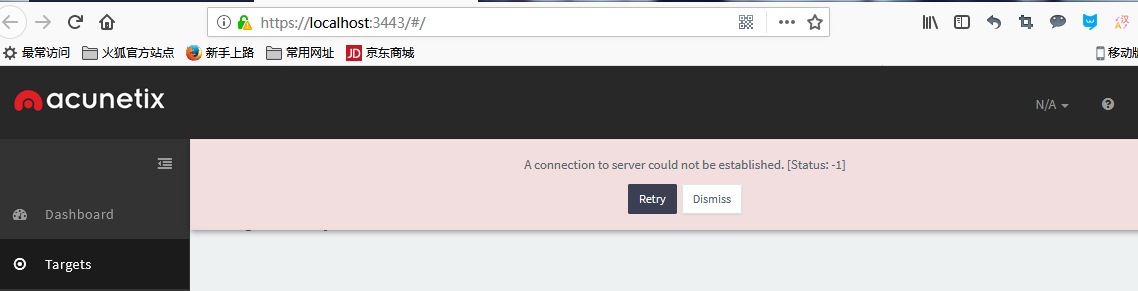 https://localhost:3443/#/
最常访问 火狐官方站点 新手上路 常用网址 JD 京东商城 移动版
acunetix
N/A
A connection to server could not be established. [Status: -1]
Retry Dismiss
Dashboard
Targets